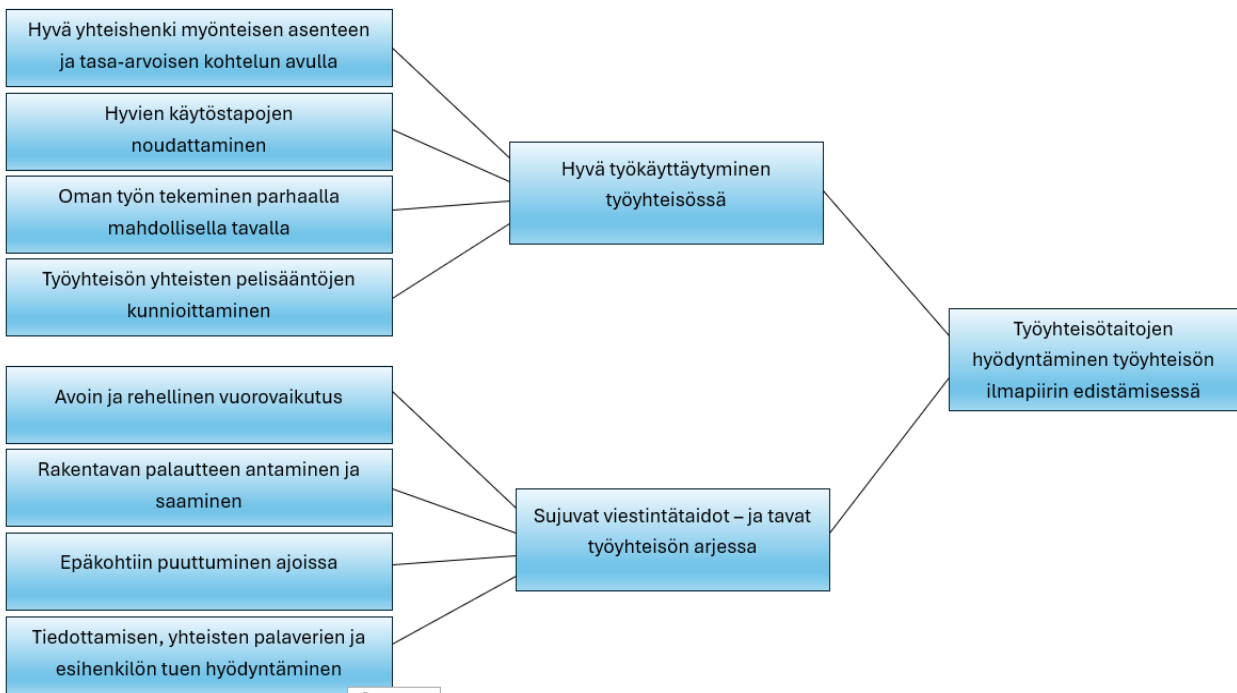 Hyvä yhteishenki myönteisen asenteen
ja tasa-arvoisen kohtelun avulla
Hyvien käytöstapojen
noudattaminen
Oman työn tekeminen parhaalla
mahdollisella tavalla
Työyhteisön yhteisten pelisääntöjen
kunnioittaminen
Hyvä työkäyttäytyminen
työyhteisössä
Avoin ja rehellinen vuorovaikutus
Rakentavan palautteen antaminen ja
saaminen
Epäkohtiin puuttuminen ajoissa
Tiedottamisen, yhteisten palaverien ja
esihenkilön tuen hyödyntäminen
Sujuvat viestintätaidot – ja tavat
työyhteisön arjessa
Työyhteisötaitojen
hyödyntäminen työyhteisön
ilmapiirin edistämisessä